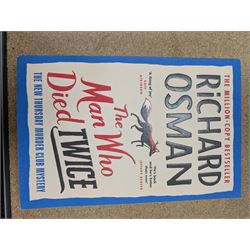 THE MILLION-COPY BESTSELLER
RiCHARD
OSMAN
The
Man Who
Died TWiCE
THE NEW THURSDAY MURDER CLUB MYSTERY